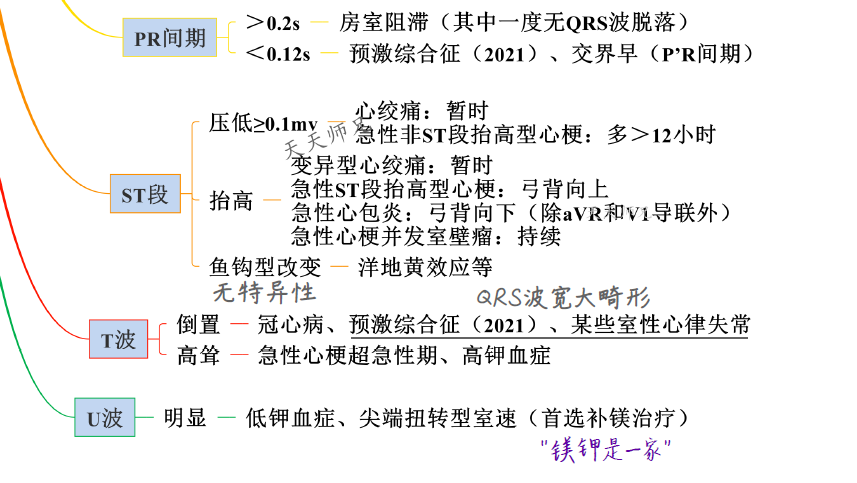 PR间期
>0.2s — 房室阻滞（其中一度无QRS波脱落）
<0.12s — 预激综合征（2021）、交界早（P’R间期）
ST段
压低≥0.1mv
心绞痛：暂时
急性非ST段抬高型心梗：多>12小时
抬高
变异型心绞痛：暂时
急性ST段抬高型心梗：弓背向上
急性心包炎：弓背向下（除aVR和V1导联外）
急性心梗并发室壁瘤：持续
鱼钩型改变 — 洋地黄效应等
无特异性
QRS波宽大畸形
T波
倒置 — 冠心病、预激综合征（2021）、某些室性心律失常
高耸 — 急性心梗超急性期、高钾血症
U波
明显 — 低钾血症、尖端扭转型室速（首选补镁治疗）
"镁钾是一家"
天天师兄